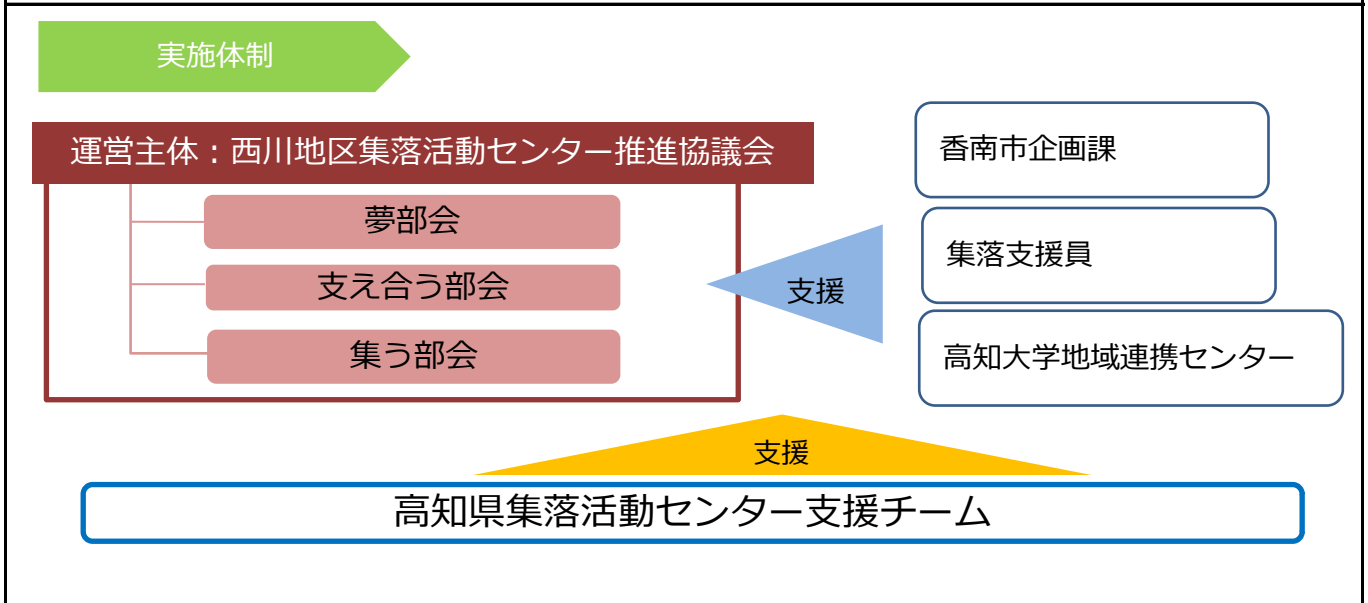 実施体制
運営主体：西川地区集落活動センター推進協議会
夢部会
支え合う部会
集う部会
支援
香南市企画課
集落支援員
高知大学地域連携センター
支援
高知県集落活動センター支援チーム